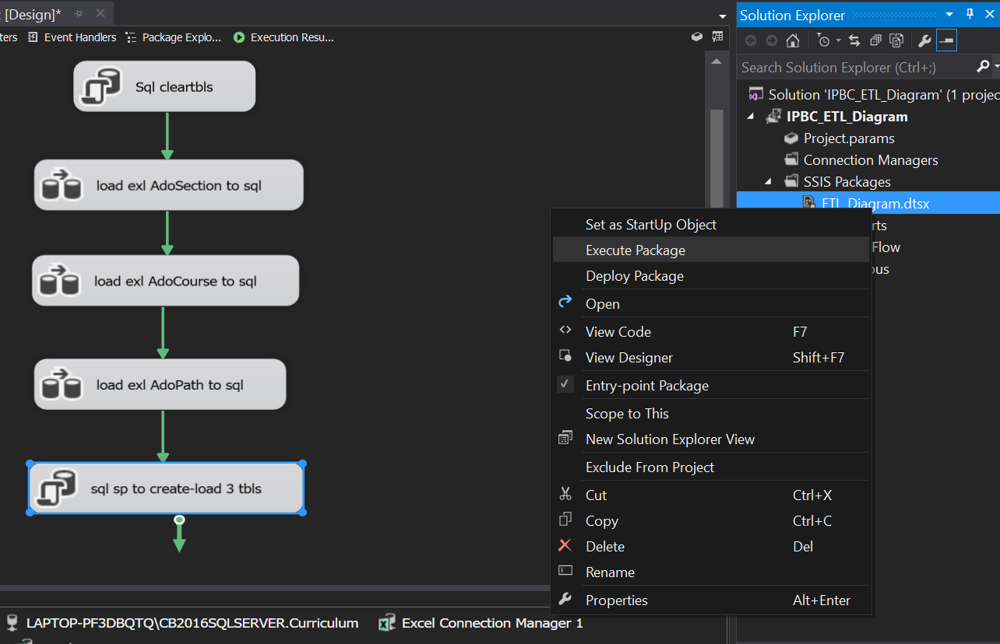 [Design]*
ters Event Handlers Package Explo... Execution Resu...
Sql cleartbls
load exl AdoSection to sql
load exl AdoCourse to sql
load exl AdoPath to sql
sql sp to create-load 3 tbls
LAPTOP-PF3DBQTQ\CB2016SQLSERVER.Curriculum Excel Connection Manager 1
Solution Explorer
Search Solution Explorer (Ctrl+;)
Solution 'IPBC_ETL_Diagram' (1 projec
IPBC_ETL_Diagram
Project.params
Connection Managers
SSIS Packages
ETL_Diagram.dtsx
rts
Flow
ous
Set as StartUp Object
Execute Package
Deploy Package
Open
View Code F7
View Designer Shift+F7
Entry-point Package
Scope to This
New Solution Explorer View
Exclude From Project
Cut Ctrl+X
Copy Ctrl+C
Delete Del
Rename
Properties Alt+Enter